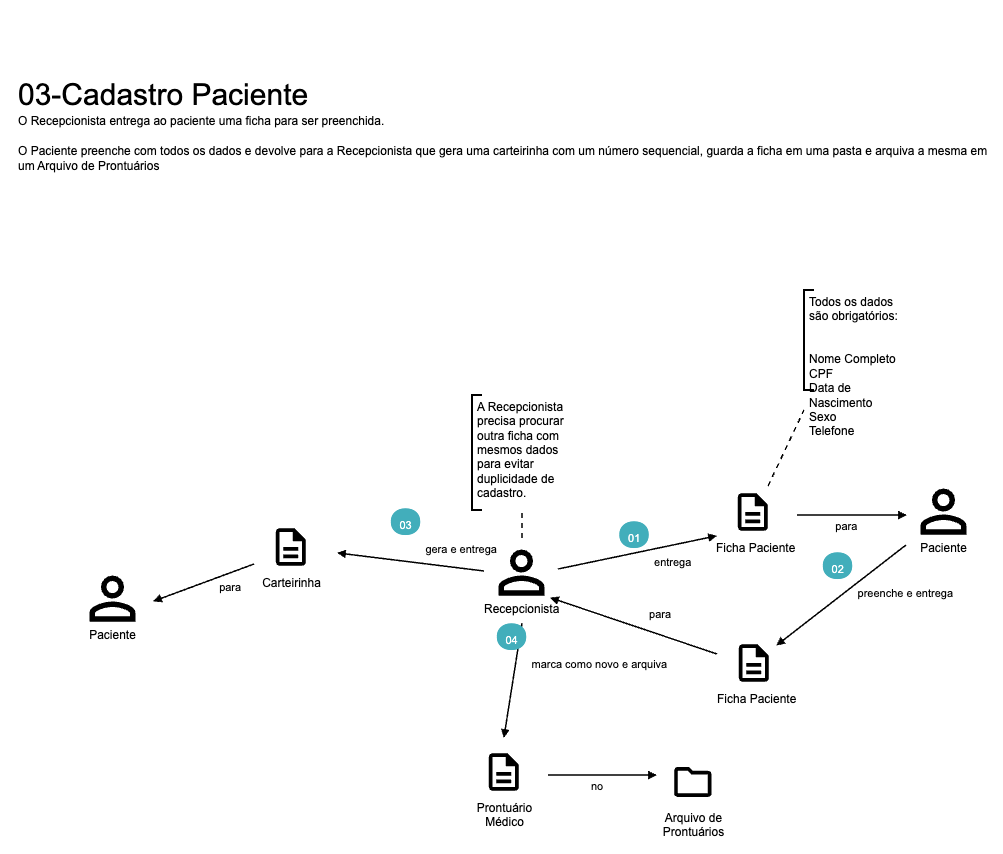 03-Cadastro Paciente
O Recepcionista entrega ao paciente uma ficha para ser preenchida.
O Paciente preenche com todos os dados e devolve para a Recepcionista que gera uma carteirinha com um número sequencial, guarda a ficha em uma pasta e arquiva a mesma em
um Arquivo de Prontuários
Todos os dados
são obrigatórios:
Nome Completo
CPF
Data de
Nascimento
Sexo
Telefone
A Recepcionista
precisa procurar
outra ficha com
mesmos dados
para evitar
duplicidade de
cadastro.
03
gera e entrega
01
entrega
Ficha Paciente
para
Paciente
02
preenche e entrega
Carteirinha
para
Paciente
Recepcionista
para
04
marca como novo e arquiva
Ficha Paciente
Prontuário
Médico
no
Arquivo de
Prontuários